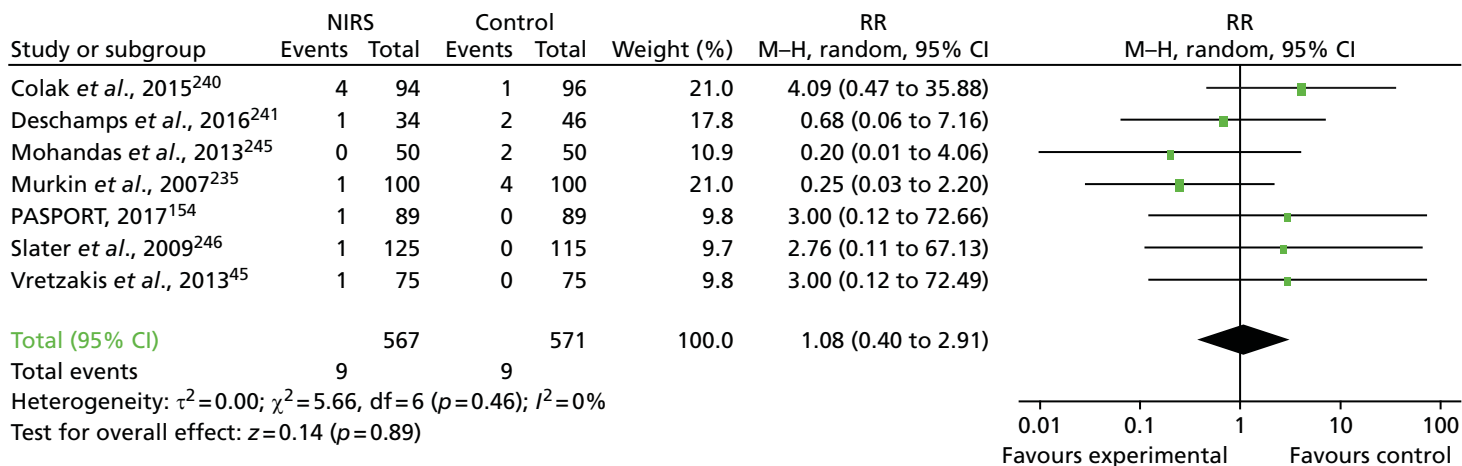 NIRS Control RR RR
Study or subgroup Events Total Events Total Weight (%) M–H, random, 95% CI M–H, random, 95% CI
Colak et al., 2015²⁴⁰ 4 94 1 96 21.0 4.09 (0.47 to 35.88)
Deschamps et al., 2016²⁴¹ 1 34 2 46 17.8 0.68 (0.06 to 7.16)
Mohandas et al., 2013²⁴⁵ 0 50 2 50 10.9 0.20 (0.01 to 4.06)
Murkin et al., 2007²³⁵ 1 100 4 100 21.0 0.25 (0.03 to 2.20)
PASPORT, 2017¹⁵⁴ 1 89 0 89 9.8 3.00 (0.12 to 72.66)
Slater et al., 2009²⁴⁶ 1 125 0 115 9.7 2.76 (0.11 to 67.13)
Vretzakis et al., 2013⁴⁵ 1 75 0 75 9.8 3.00 (0.12 to 72.49)
Total (95% CI) 567 571 100.0 1.08 (0.40 to 2.91)
Total events 9 9
Heterogeneity: τ²=0.00; χ²=5.66, df=6 (p=0.46); I²=0%
Test for overall effect: z=0.14 (p=0.89)
0.01 0.1 1 10 100
Favours experimental Favours control